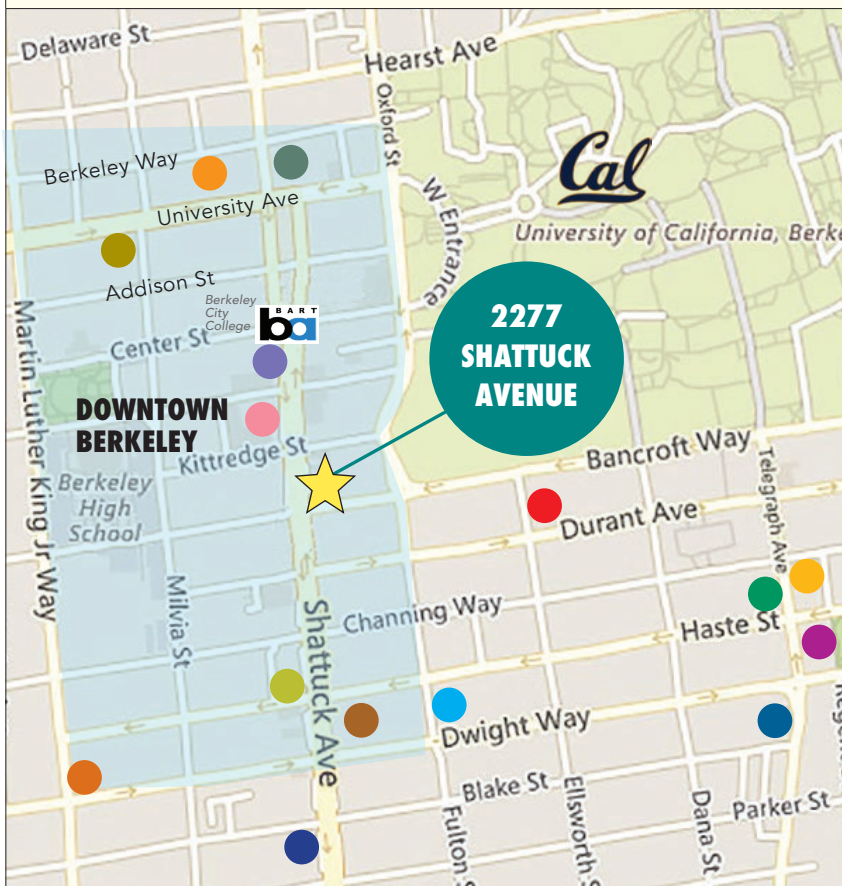 Delaware St
Hearst Ave
Oxford St
Cal
Berkeley Way
University Ave
W Entrance
University of California, Berke
Addison St
Berkeley
City
College
BART
ba
2277
SHATTUCK
AVENUE
Martin Luther King Jr Way
Center St
DOWNTOWN
BERKELEY
Kittredge St
Bancroft Way
Telegraph Ave
Berkeley
High
School
Durant Ave
Milvia St
Shattuck Ave
Channing Way
Haste St
Dwight Way
Blake St
Parker St
Fulton S
Ellsworth S
Dana St